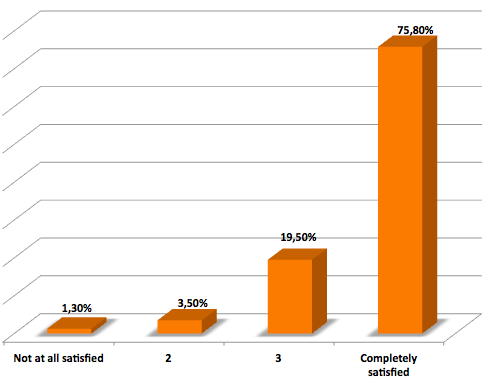 75,80%
19,50%
3,50%
1,30%
Not at all satisfied
2
3
Completely
satisfied